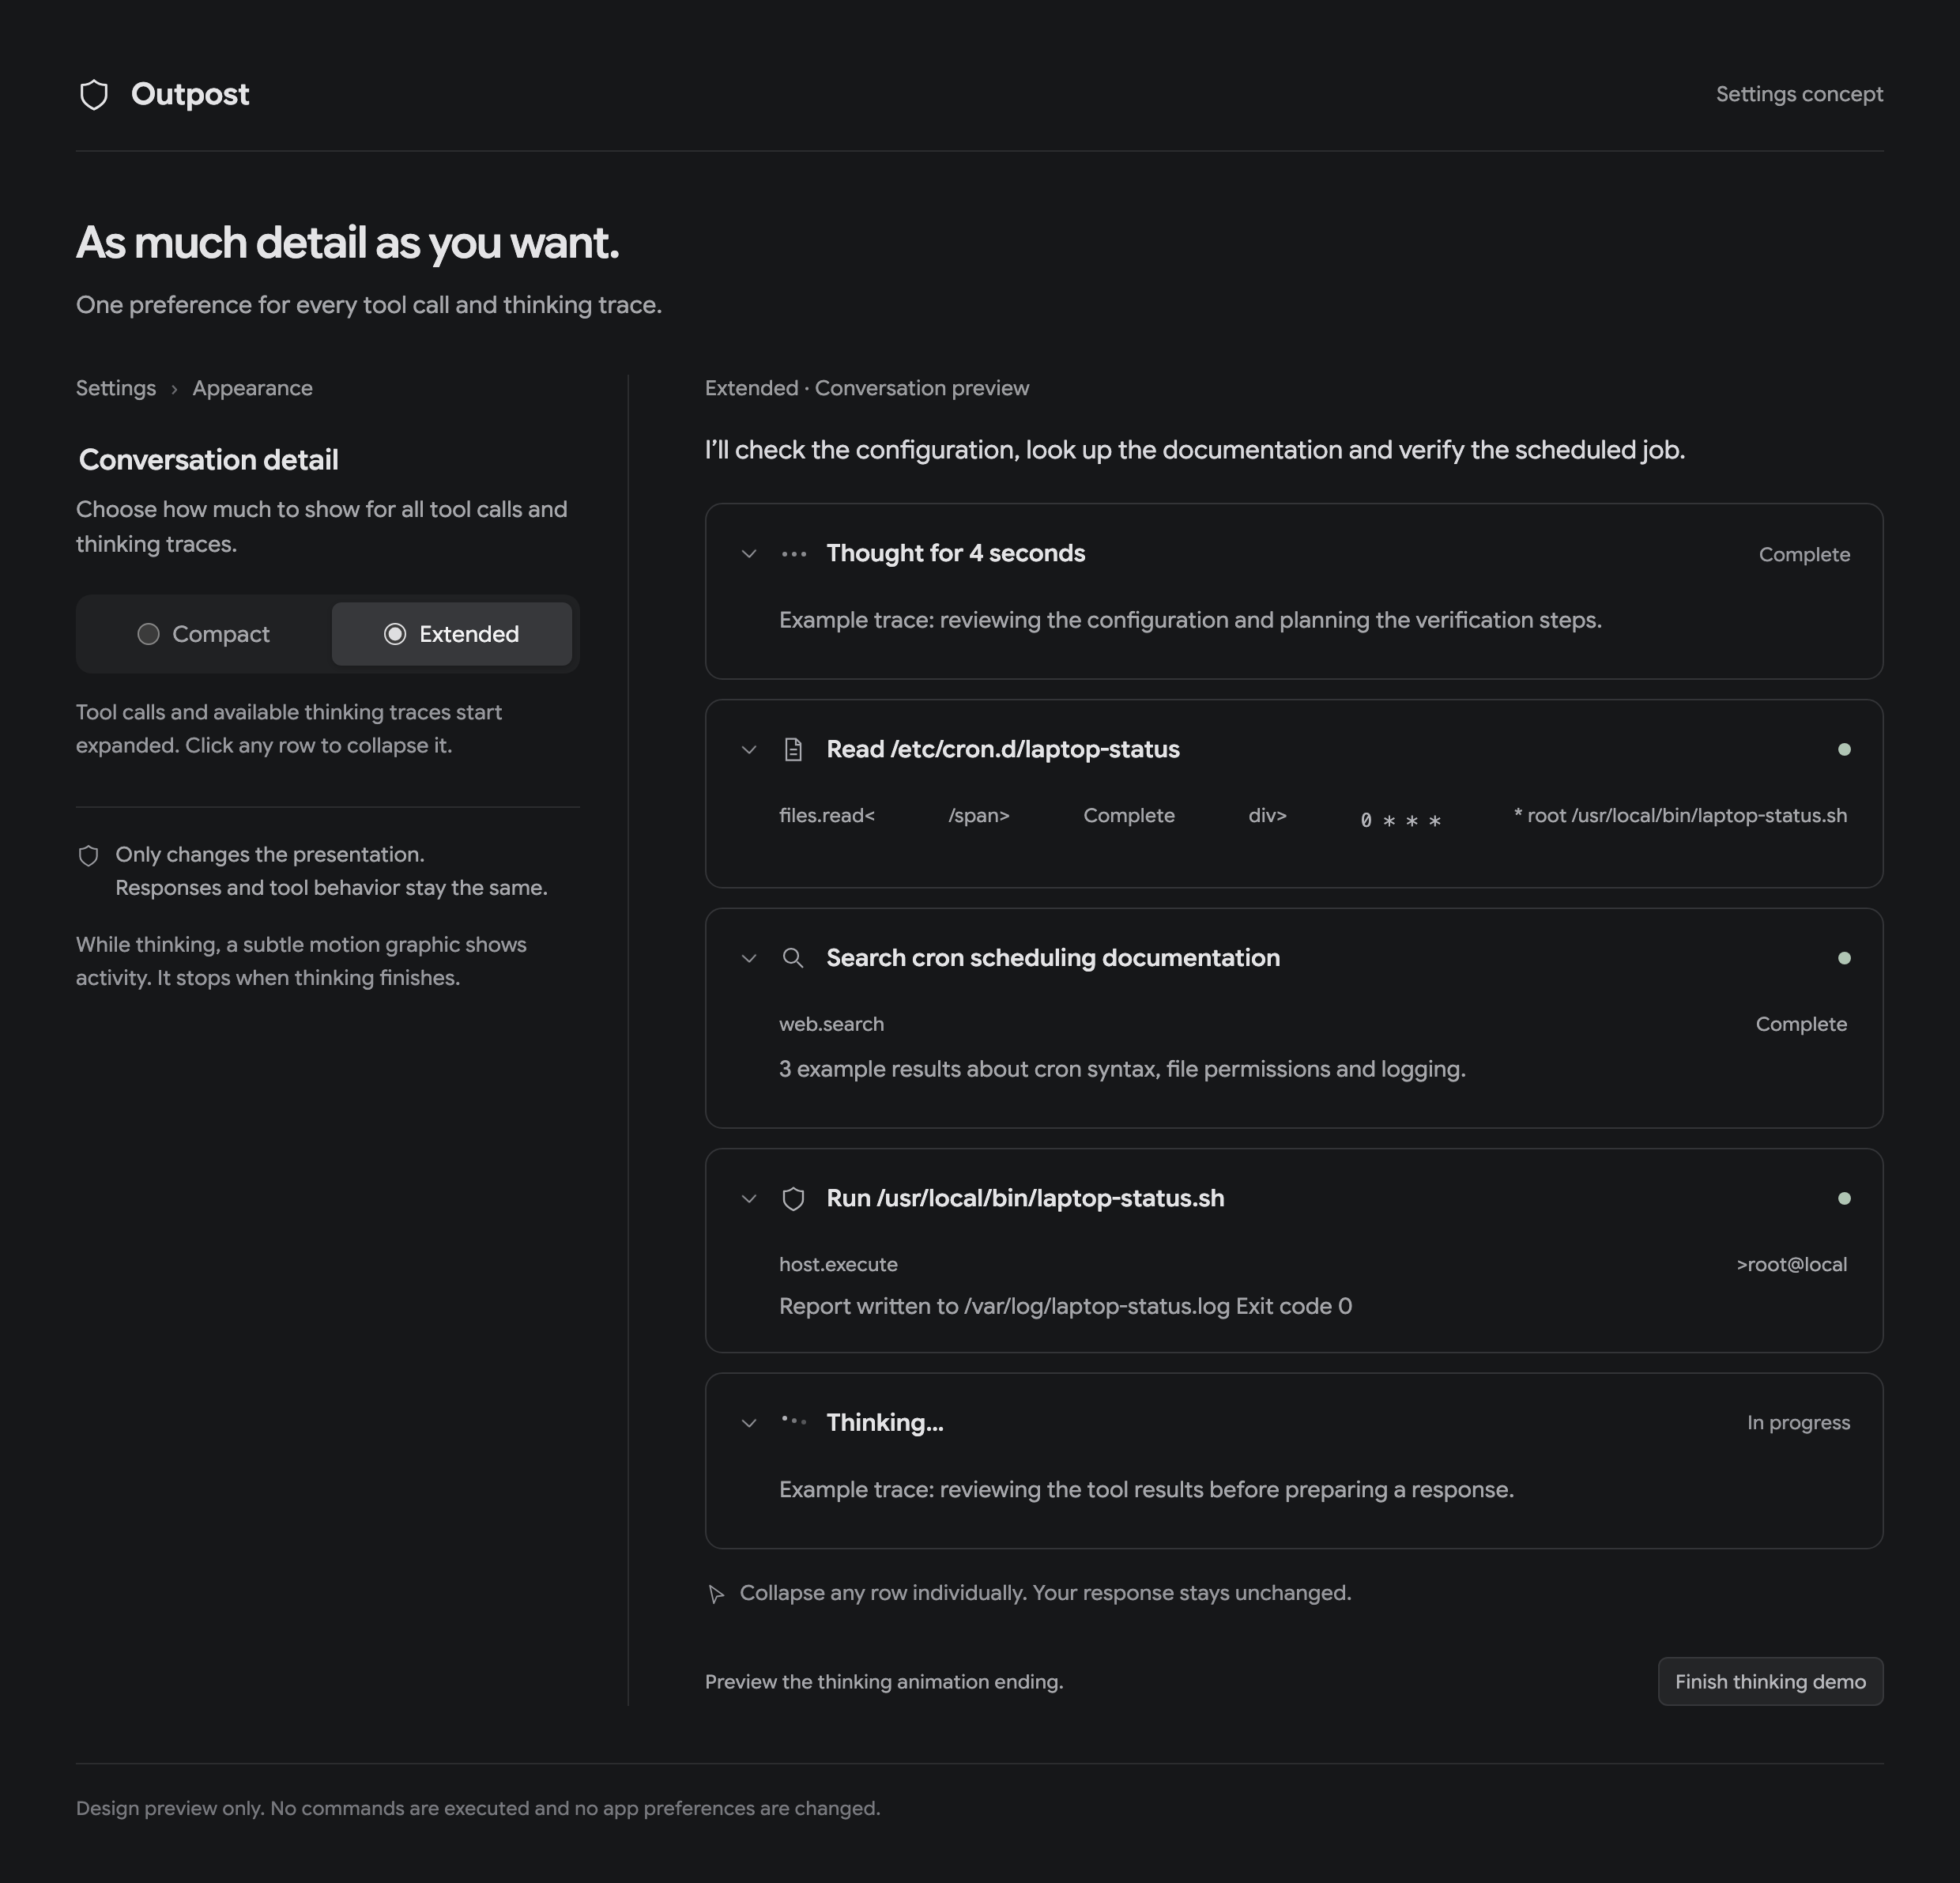 Outpost
Settings concept
As much detail as you want.
One preference for every tool call and thinking trace.
Settings › Appearance
Conversation detail
Choose how much to show for all tool calls and
thinking traces.
Compact
Extended
Tool calls and available thinking traces start
expanded. Click any row to collapse it.
Only changes the presentation.
Responses and tool behavior stay the same.
While thinking, a subtle motion graphic shows
activity. It stops when thinking finishes.
Extended · Conversation preview
I’ll check the configuration, look up the documentation and verify the scheduled job.
Thought for 4 seconds
Complete
Example trace: reviewing the configuration and planning the verification steps.
Read /etc/cron.d/laptop-status
files.read< /span> Complete div> 0 * * * * root /usr/local/bin/laptop-status.sh
Search cron scheduling documentation
web.search
Complete
3 example results about cron syntax, file permissions and logging.
Run /usr/local/bin/laptop-status.sh
host.execute
>root@local
Report written to /var/log/laptop-status.log Exit code 0
Thinking...
In progress
Example trace: reviewing the tool results before preparing a response.
Collapse any row individually. Your response stays unchanged.
Preview the thinking animation ending.
Finish thinking demo
Design preview only. No commands are executed and no app preferences are changed.